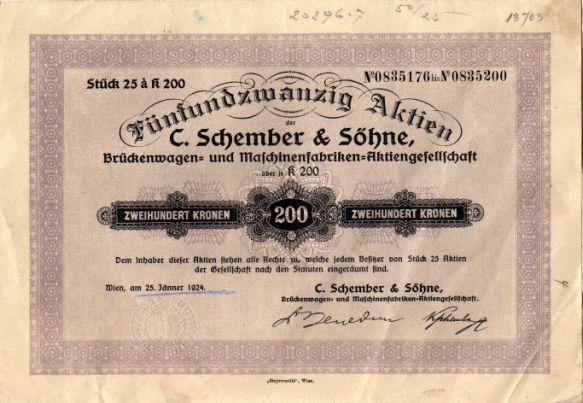 20396-7 50/25 13703
Stück 25 à K 200
№0835176 bis №0835200
Fünfundzwanzig Aktien
der
C. Schember & Söhne,
Brückenwagen- und Maschinenfabriken-Aktiengesellschaft
über je K 200
ZWEIHUNDERT KRONEN 200 ZWEIHUNDERT KRONEN
Dem Inhaber dieser Aktien stehen alle Rechte zu, welche jedem Besitzer von Stück 25 Aktien
der Gesellschaft nach den Statuten eingeräumt sind.
Wien, am 25. Jänner 1924.
C. Schember & Söhne,
Brückenwagen- und Maschinenfabriken-Aktiengesellschaft.
„Steyrermühl“, Wien.